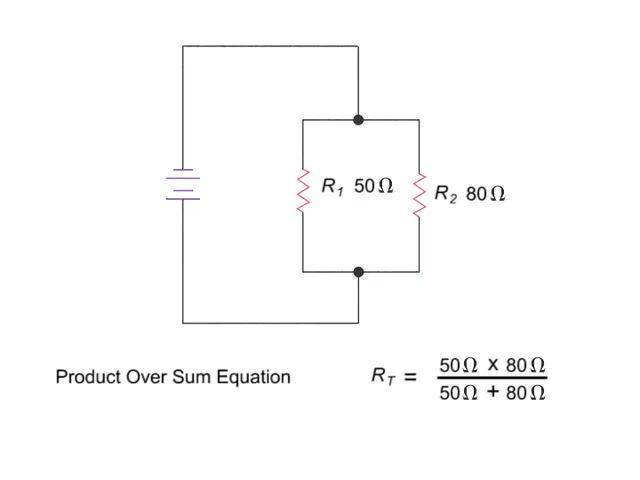 R1 50Ω
R2 80Ω
Product Over Sum Equation
RT = 50Ω x 80Ω
50Ω + 80Ω